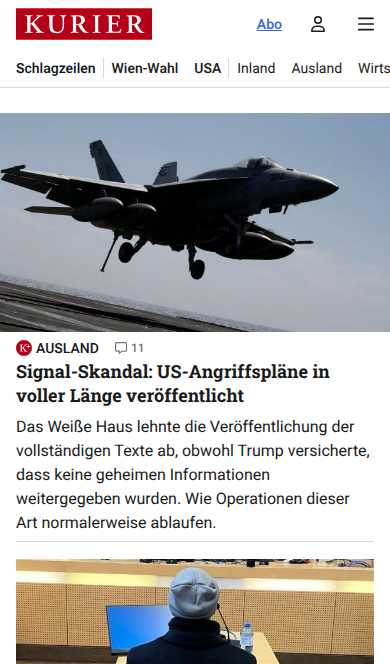 KURIER
Abo
Schlagzeilen Wien-Wahl USA Inland Ausland Wirts
K+ AUSLAND 11
Signal-Skandal: US-Angriffspläne in
voller Länge veröffentlicht
Das Weiße Haus lehnte die Veröffentlichung der
vollständigen Texte ab, obwohl Trump versicherte,
dass keine geheimen Informationen
weitergegeben wurden. Wie Operationen dieser
Art normalerweise ablaufen.